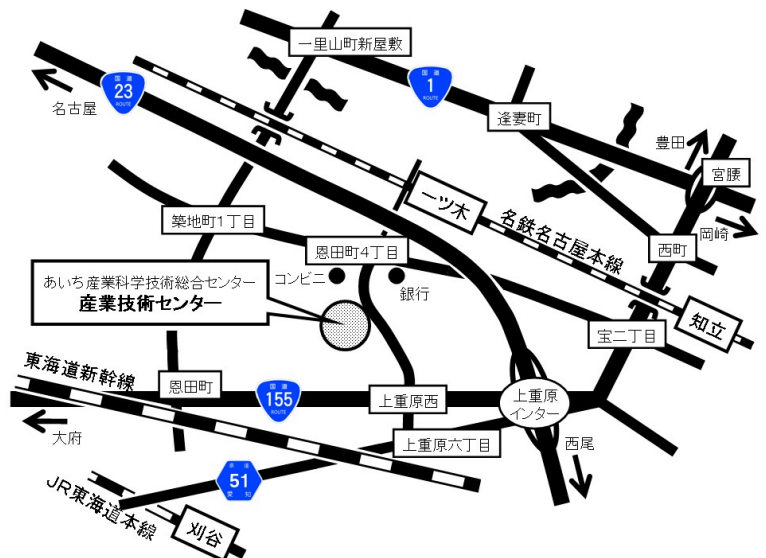 一里山町新屋敷
国道
23
ROUTE
国道
1
ROUTE
名古屋
逢妻町
豊田
宮腰
一ツ木
名鉄名古屋本線
岡崎
築地町1丁目
西町
恩田町4丁目
あいち産業科学技術総合センター
産業技術センター
コンビニ
銀行
知立
宝二丁目
東海道新幹線
恩田町
国道
155
ROUTE
上重原西
上重原
インター
大府
上重原六丁目
西尾
県道
51
愛知
JR東海道本線
刈谷